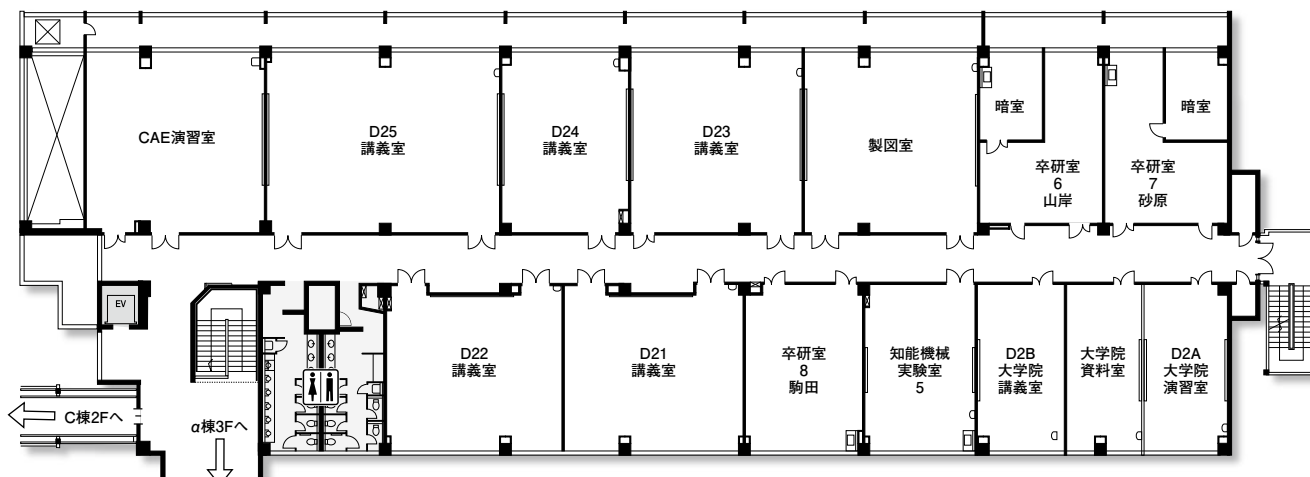 CAE演習室
D25
講義室
D24
講義室
D23
講義室
製図室
暗室
卒研室
6
山岸
暗室
卒研室
7
砂原
EV
D22
講義室
D21
講義室
卒研室
8
駒田
知能機械
実験室
5
D2B
大学院
講義室
大学院
資料室
D2A
大学院
演習室
C棟2Fへ
α棟3Fへ